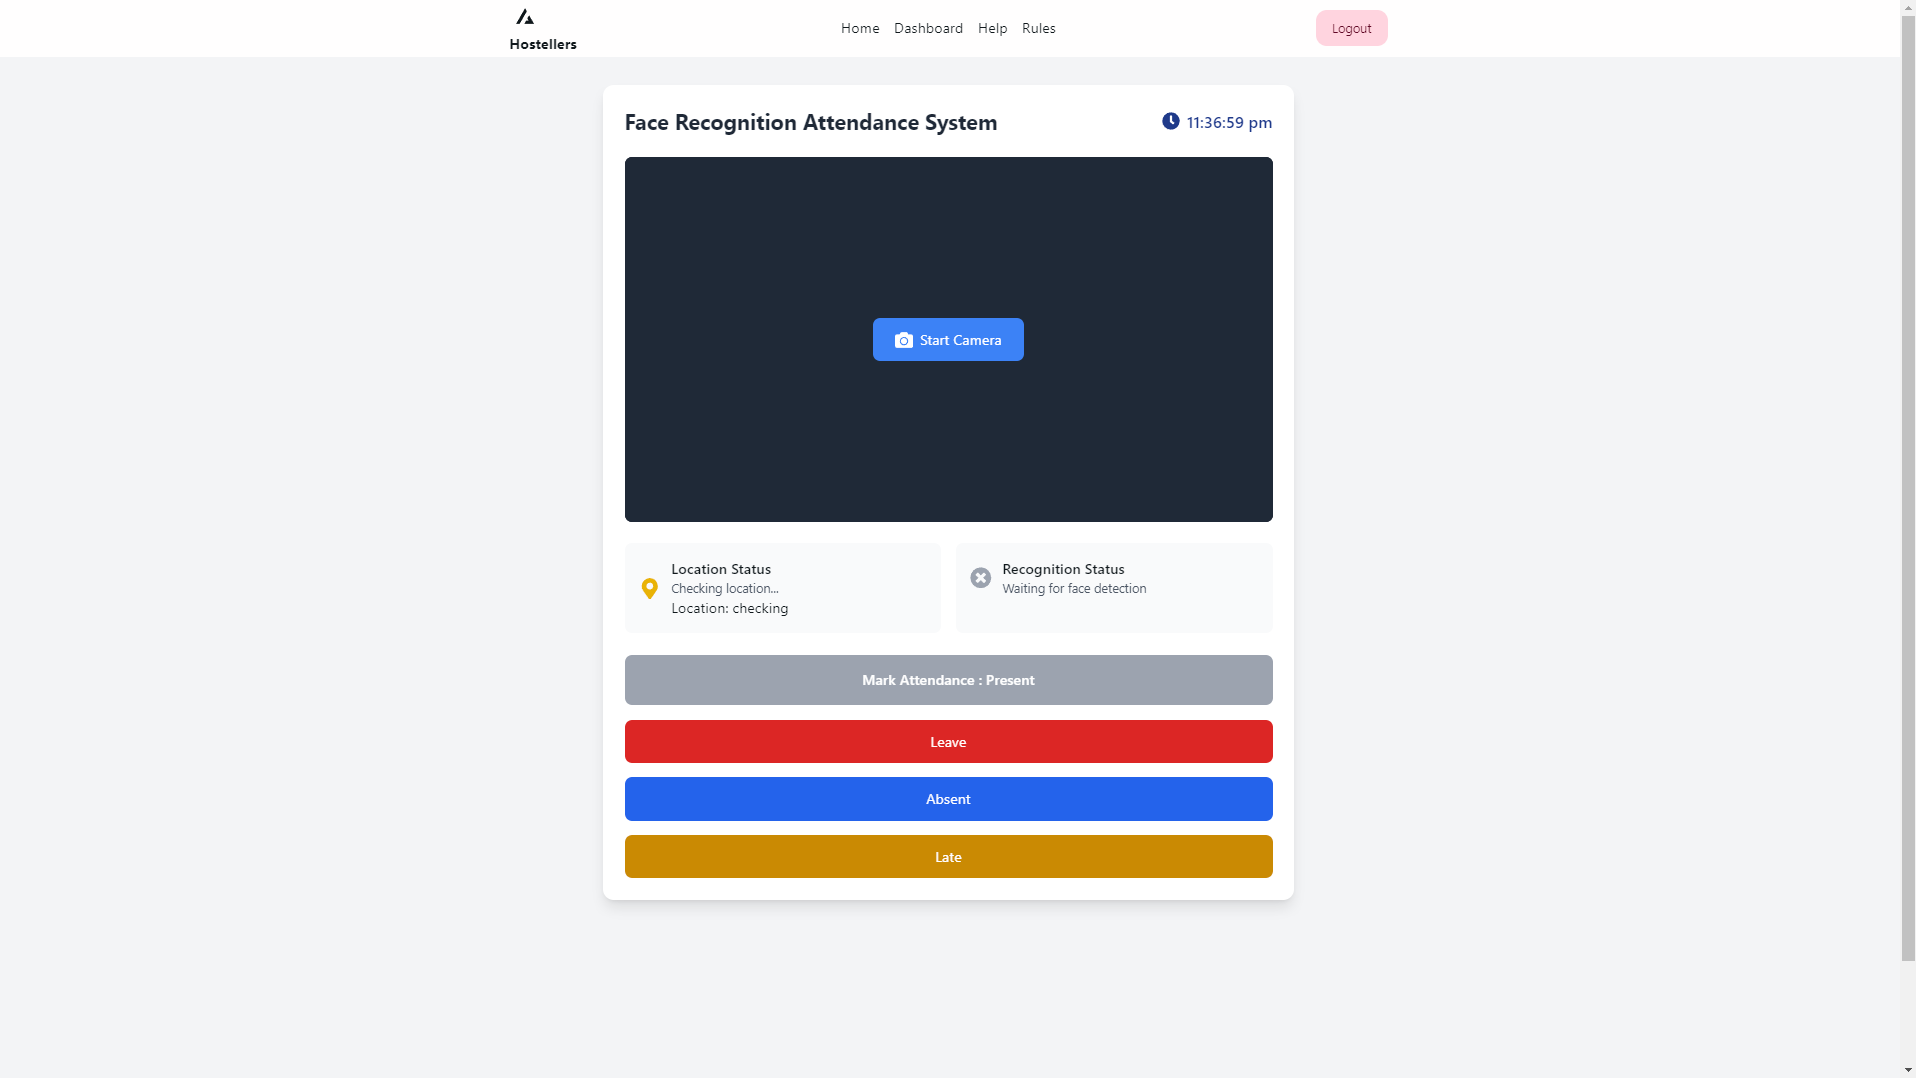 Hostellers
Home Dashboard Help Rules
Logout
Face Recognition Attendance System
11:36:59 pm
Start Camera
Location Status
Checking location...
Location: checking
Recognition Status
Waiting for face detection
Mark Attendance : Present
Leave
Absent
Late